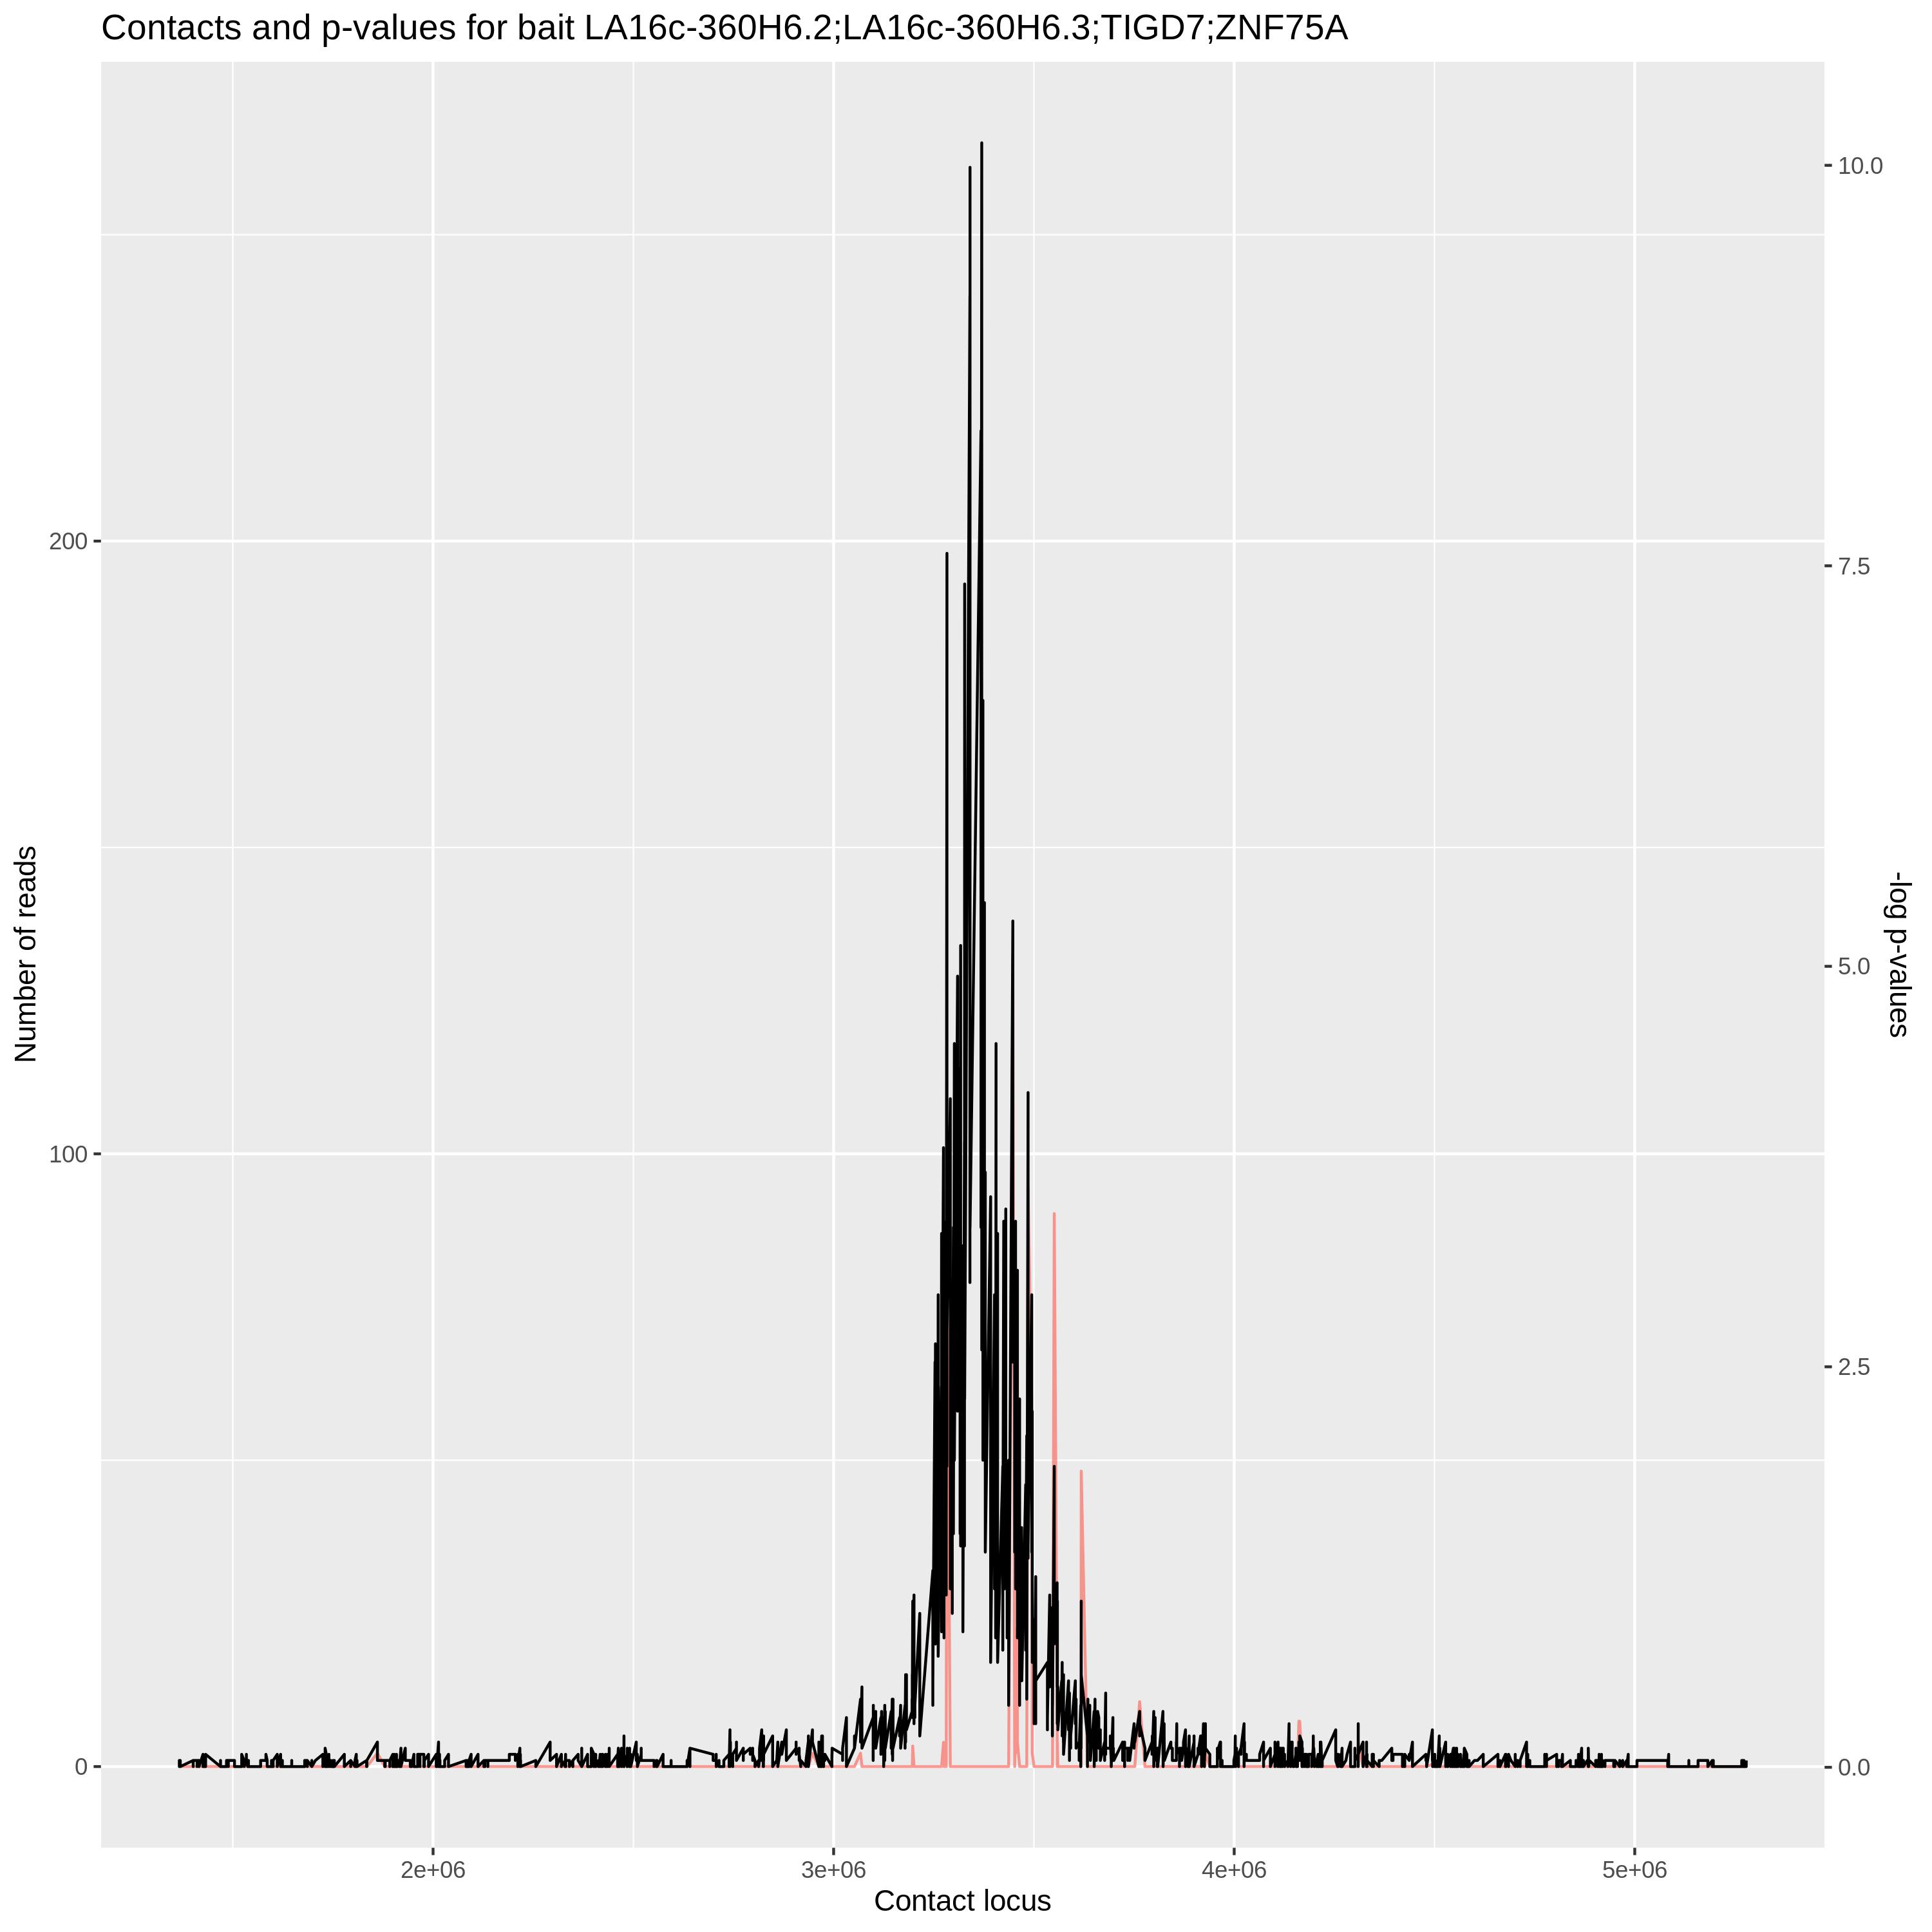 Contacts and p-values for bait LA16c-360H6.2;LA16c-360H6.3;TIGD7;ZNF75A
Number of reads
200
100
0
10.0
7.5
5.0
2.5
0.0
-log p-values
2e+06 3e+06 4e+06 5e+06
Contact locus